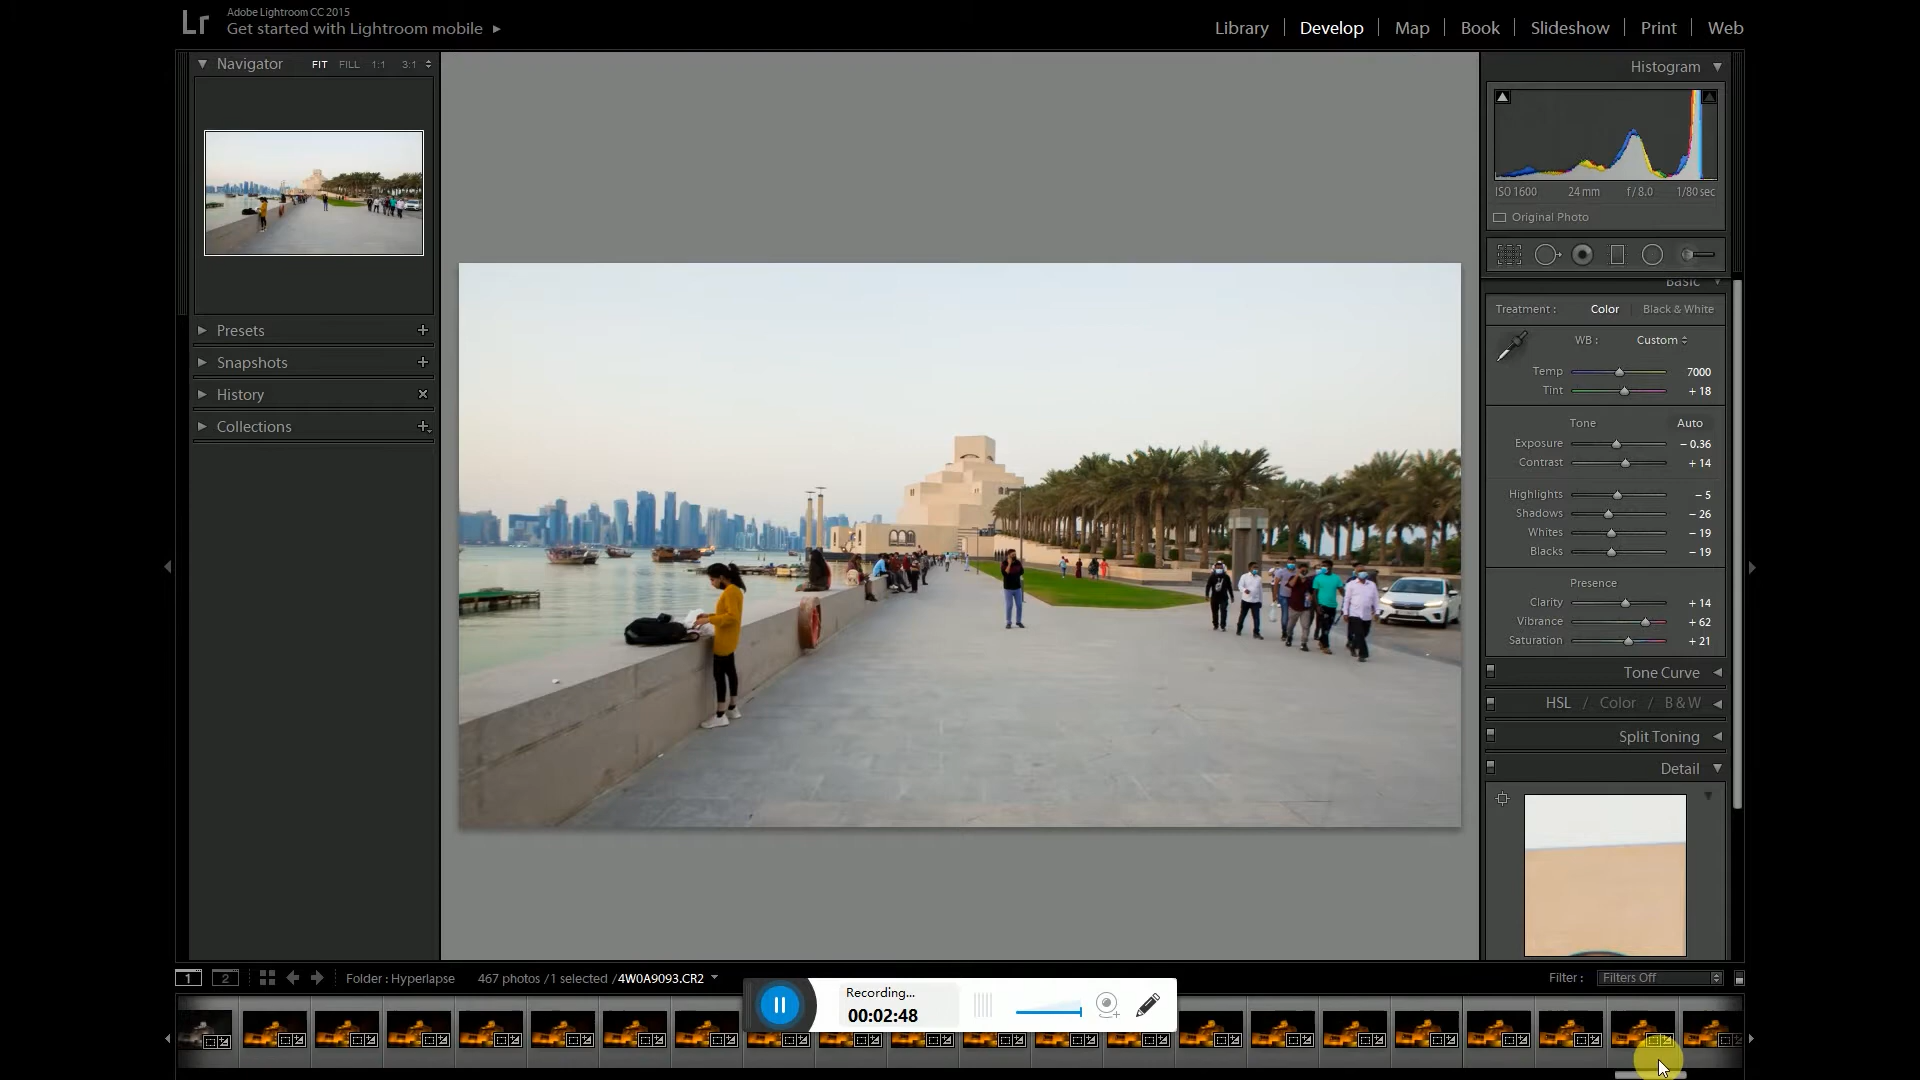 Lr
Adobe Lightroom CC 2015
Get started with Lightroom mobile
Library
Develop
Map
Book
Slideshow
Print
Web
Navigator
FIT
FILL
1:1
3:1
Presets
Snapshots
History
Collections
Histogram
ISO 1600
24 mm
f / 8.0
1/80 sec
Original Photo
Basic
Treatment :
Color
Black & White
WB :
Custom
Temp
7000
Tint
+ 18
Tone
Auto
Exposure
− 0.36
Contrast
+ 14
Highlights
− 5
Shadows
− 26
Whites
− 19
Blacks
− 19
Presence
Clarity
+ 14
Vibrance
+ 62
Saturation
+ 21
Tone Curve
HSL / Color / B & W
Split Toning
Detail
1
2
Folder : Hyperlapse
467 photos / 1 selected / 4W0A9093.CR2
Filter :
Filters Off
Recording...
00:02:48